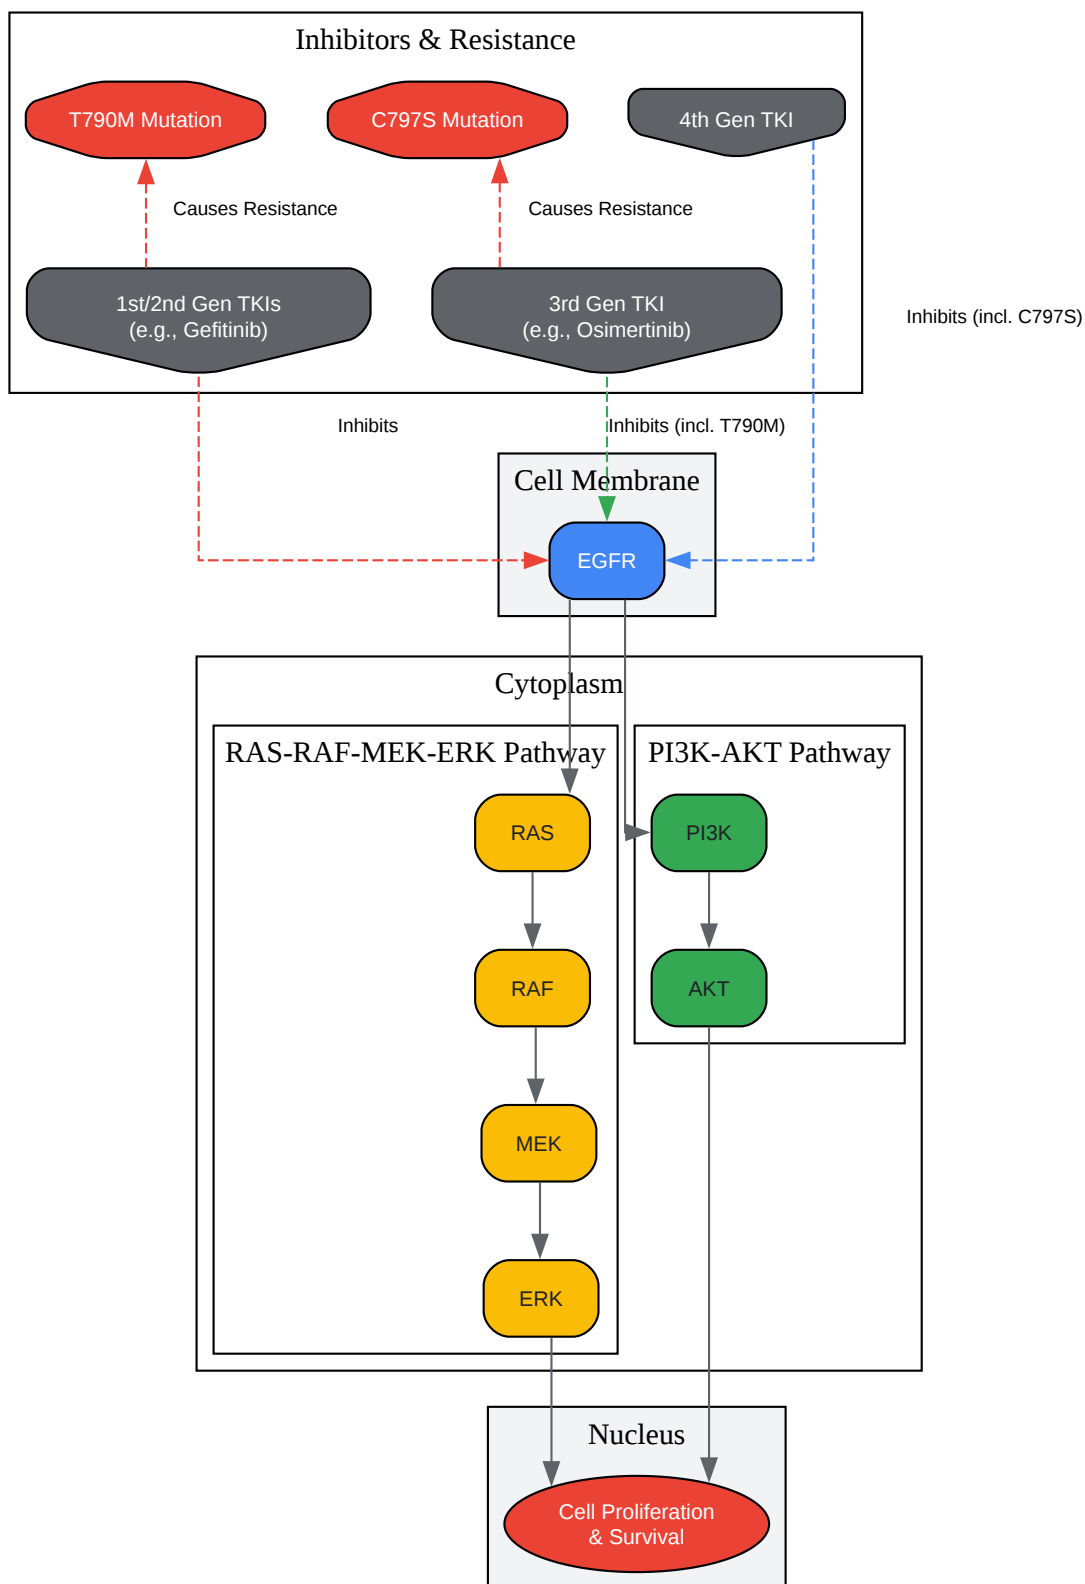 Inhibitors & Resistance
T790M Mutation
C797S Mutation
4th Gen TKI
Causes Resistance
Causes Resistance
1st/2nd Gen TKIs
(e.g., Gefitinib)
3rd Gen TKI
(e.g., Osimertinib)
Inhibits (incl. C797S)
Inhibits
Inhibits (incl. T790M)
Cell Membrane
EGFR
Cytoplasm
RAS-RAF-MEK-ERK Pathway
PI3K-AKT Pathway
RAS
PI3K
RAF
AKT
MEK
ERK
Nucleus
Cell Proliferation
& Survival